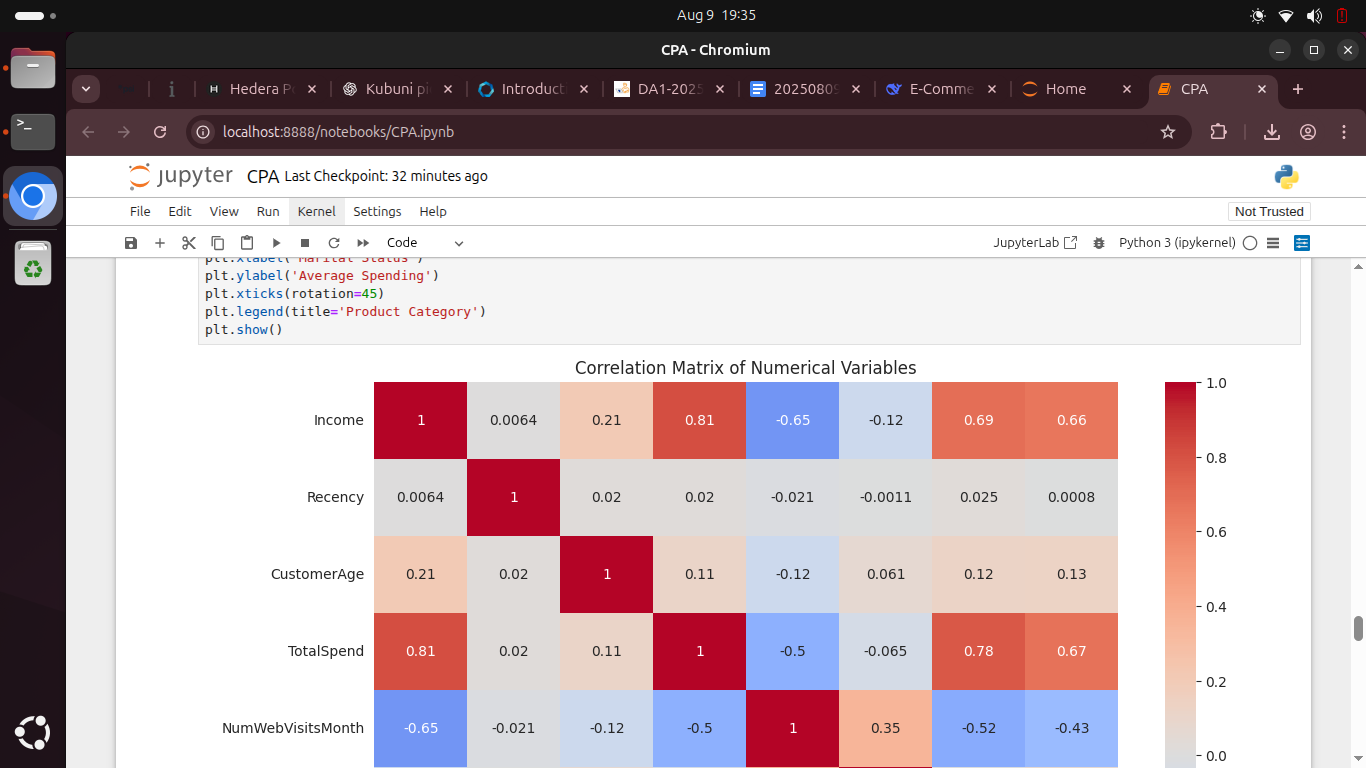 Aug 9 19:35
CPA - Chromium
Hedera P
Kubuni pi
Introduct
DA1-2025
20250809
E-Comme
Home
CPA
localhost:8888/notebooks/CPA.ipynb
jupyter CPA Last Checkpoint: 32 minutes ago
File Edit View Run Kernel Settings Help Not Trusted
Code JupyterLab Python 3 (ipykernel)
plt.xlabel('Marital Status')
plt.ylabel('Average Spending')
plt.xticks(rotation=45)
plt.legend(title='Product Category')
plt.show()
Correlation Matrix of Numerical Variables
Income 1 0.0064 0.21 0.81 -0.65 -0.12 0.69 0.66
Recency 0.0064 1 0.02 0.02 -0.021 -0.0011 0.025 0.0008
CustomerAge 0.21 0.02 1 0.11 -0.12 0.061 0.12 0.13
TotalSpend 0.81 0.02 0.11 1 -0.5 -0.065 0.78 0.67
NumWebVisitsMonth -0.65 -0.021 -0.12 -0.5 1 0.35 -0.52 -0.43
1.0
0.8
0.6
0.4
0.2
0.0